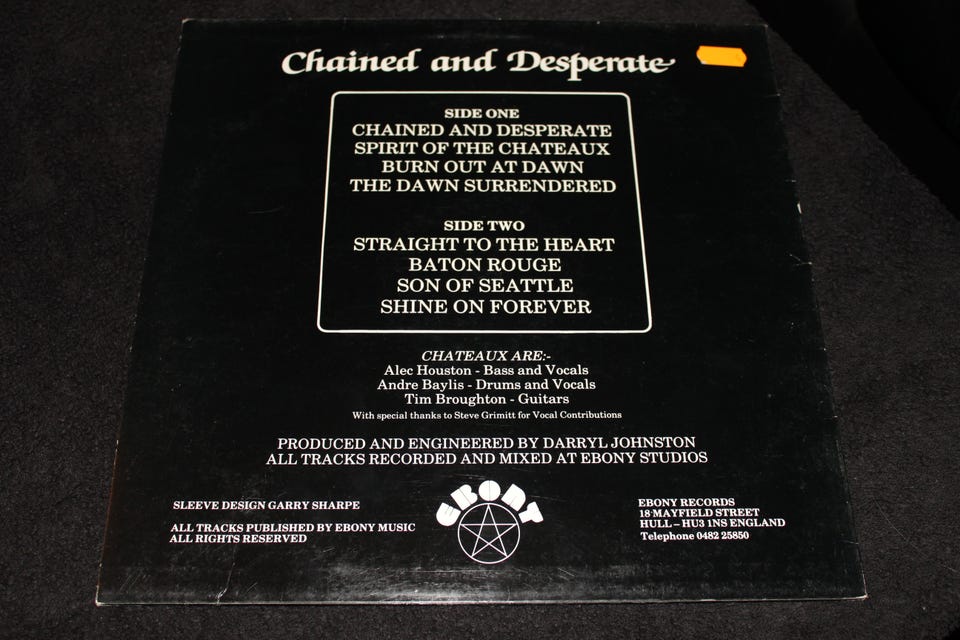 Chained and Desperate
SIDE ONE
CHAINED AND DESPERATE
SPIRIT OF THE CHATEAUX
BURN OUT AT DAWN
THE DAWN SURRENDERED
SIDE TWO
STRAIGHT TO THE HEART
BATON ROUGE
SON OF SEATTLE
SHINE ON FOREVER
CHATEAUX ARE:-
Alec Houston - Bass and Vocals
Andre Baylis - Drums and Vocals
Tim Broughton - Guitars
With special thanks to Steve Grimitt for Vocal Contributions
PRODUCED AND ENGINEERED BY DARRYL JOHNSTON
ALL TRACKS RECORDED AND MIXED AT EBONY STUDIOS
SLEEVE DESIGN GARRY SHARPE
ALL TRACKS PUBLISHED BY EBONY MUSIC
ALL RIGHTS RESERVED
EBONY
EBONY RECORDS
18 MAYFIELD STREET
HULL – HU3 1NS ENGLAND
Telephone 0482 25850